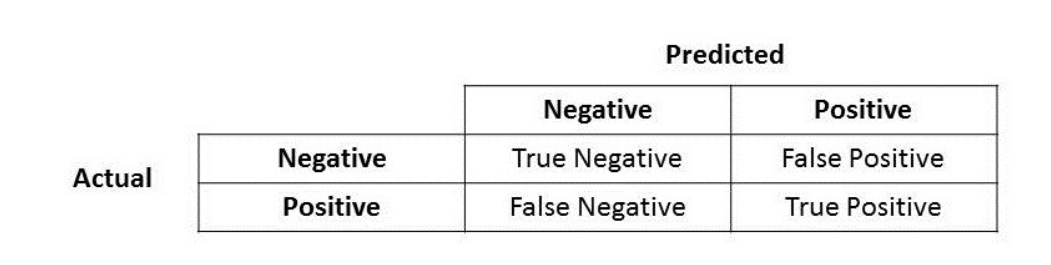 Predicted
Negative Positive
Actual
Negative True Negative False Positive
Positive False Negative True Positive